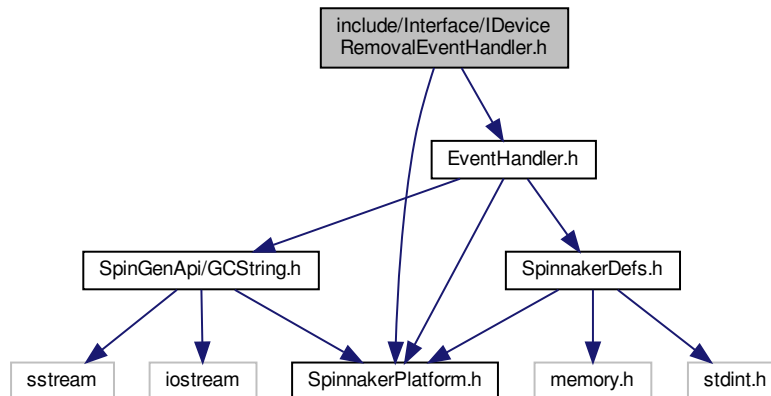 include/Interface/IDevice
RemovalEventHandler.h
EventHandler.h
SpinGenApi/GCString.h
SpinnakerDefs.h
sstream
iostream
SpinnakerPlatform.h
memory.h
stdint.h